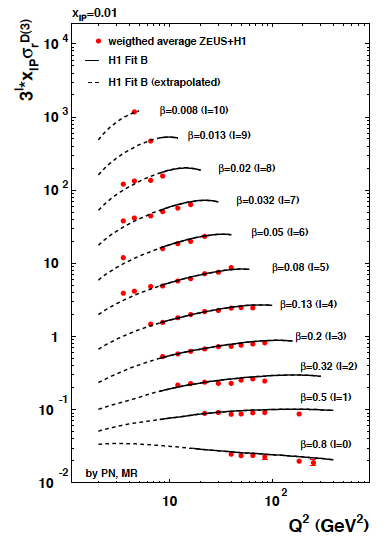 x_IP=0.01
3^l*x_IP σ_r^D(3)
10^4
10^3
10^2
10
1
10^-1
10^-2
weigthed average ZEUS+H1
H1 Fit B
H1 Fit B (extrapolated)
β=0.008 (l=10)
β=0.013 (l=9)
β=0.02 (l=8)
β=0.032 (l=7)
β=0.05 (l=6)
β=0.08 (l=5)
β=0.13 (l=4)
β=0.2 (l=3)
β=0.32 (l=2)
β=0.5 (l=1)
β=0.8 (l=0)
by PN, MR
10
10^2
Q^2 (GeV^2)